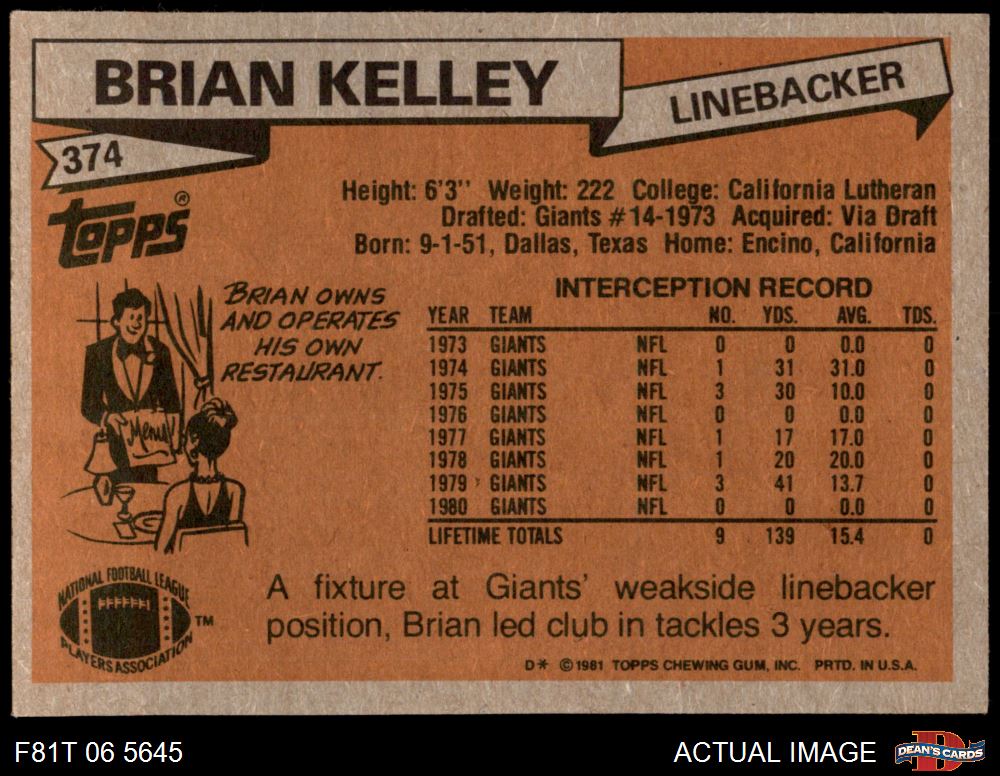 BRIAN KELLEY
LINEBACKER
374
TOPPS®
Height: 6'3'' Weight: 222 College: California Lutheran
Drafted: Giants #14-1973 Acquired: Via Draft
Born: 9-1-51, Dallas, Texas Home: Encino, California
BRIAN OWNS
AND OPERATES
HIS OWN
RESTAURANT.
Menu
INTERCEPTION RECORD
YEAR TEAM NO. YDS. AVG. TDS.
1973 GIANTS NFL 0 0 0.0 0
1974 GIANTS NFL 1 31 31.0 0
1975 GIANTS NFL 3 30 10.0 0
1976 GIANTS NFL 0 0 0.0 0
1977 GIANTS NFL 1 17 17.0 0
1978 GIANTS NFL 1 20 20.0 0
1979 GIANTS NFL 3 41 13.7 0
1980 GIANTS NFL 0 0 0.0 0
LIFETIME TOTALS 9 139 15.4 0
NATIONAL FOOTBALL LEAGUE
PLAYERS ASSOCIATION
TM
A fixture at Giants' weakside linebacker
position, Brian led club in tackles 3 years.
D* ©1981 TOPPS CHEWING GUM, INC. PRTD. IN U.S.A.
F81T 06 5645
ACTUAL IMAGE
DEAN'S CARDS